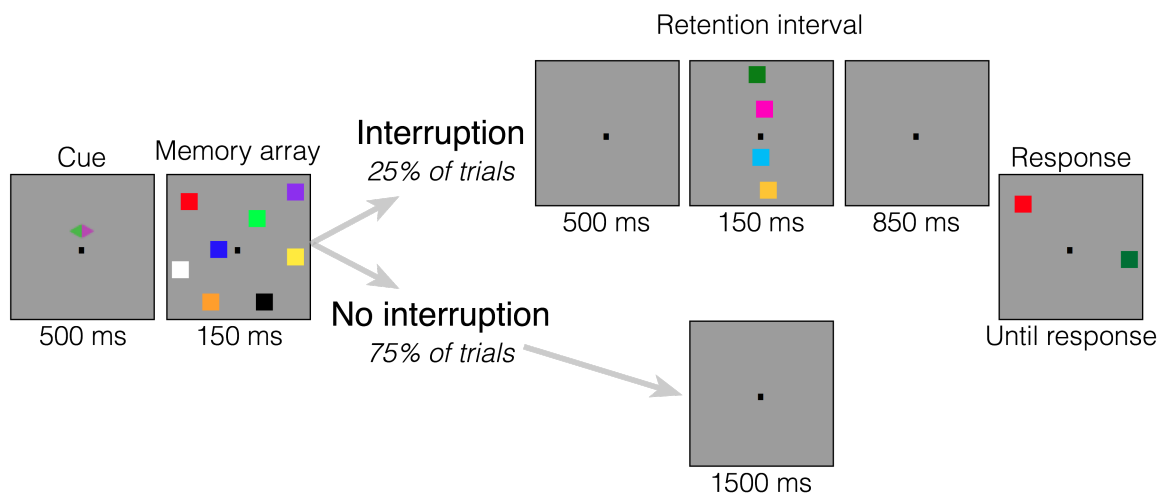 Retention interval
Interruption
25% of trials
500 ms
150 ms
850 ms
Cue
500 ms
Memory array
150 ms
No interruption
75% of trials
1500 ms
Response
Until response